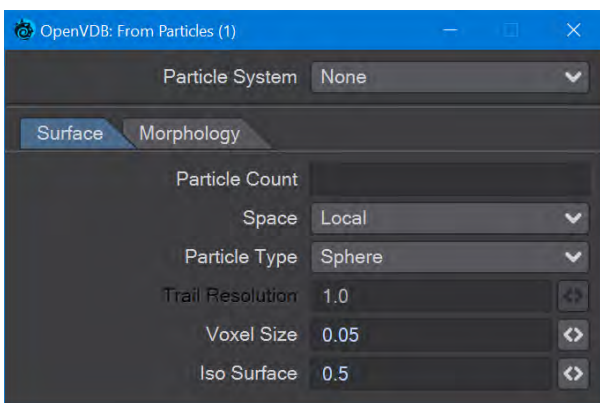 OpenVDB: From Particles (1)
Particle System None
Surface Morphology
Particle Count
Space Local
Particle Type Sphere
Trail Resolution 1.0
Voxel Size 0.05
Iso Surface 0.5